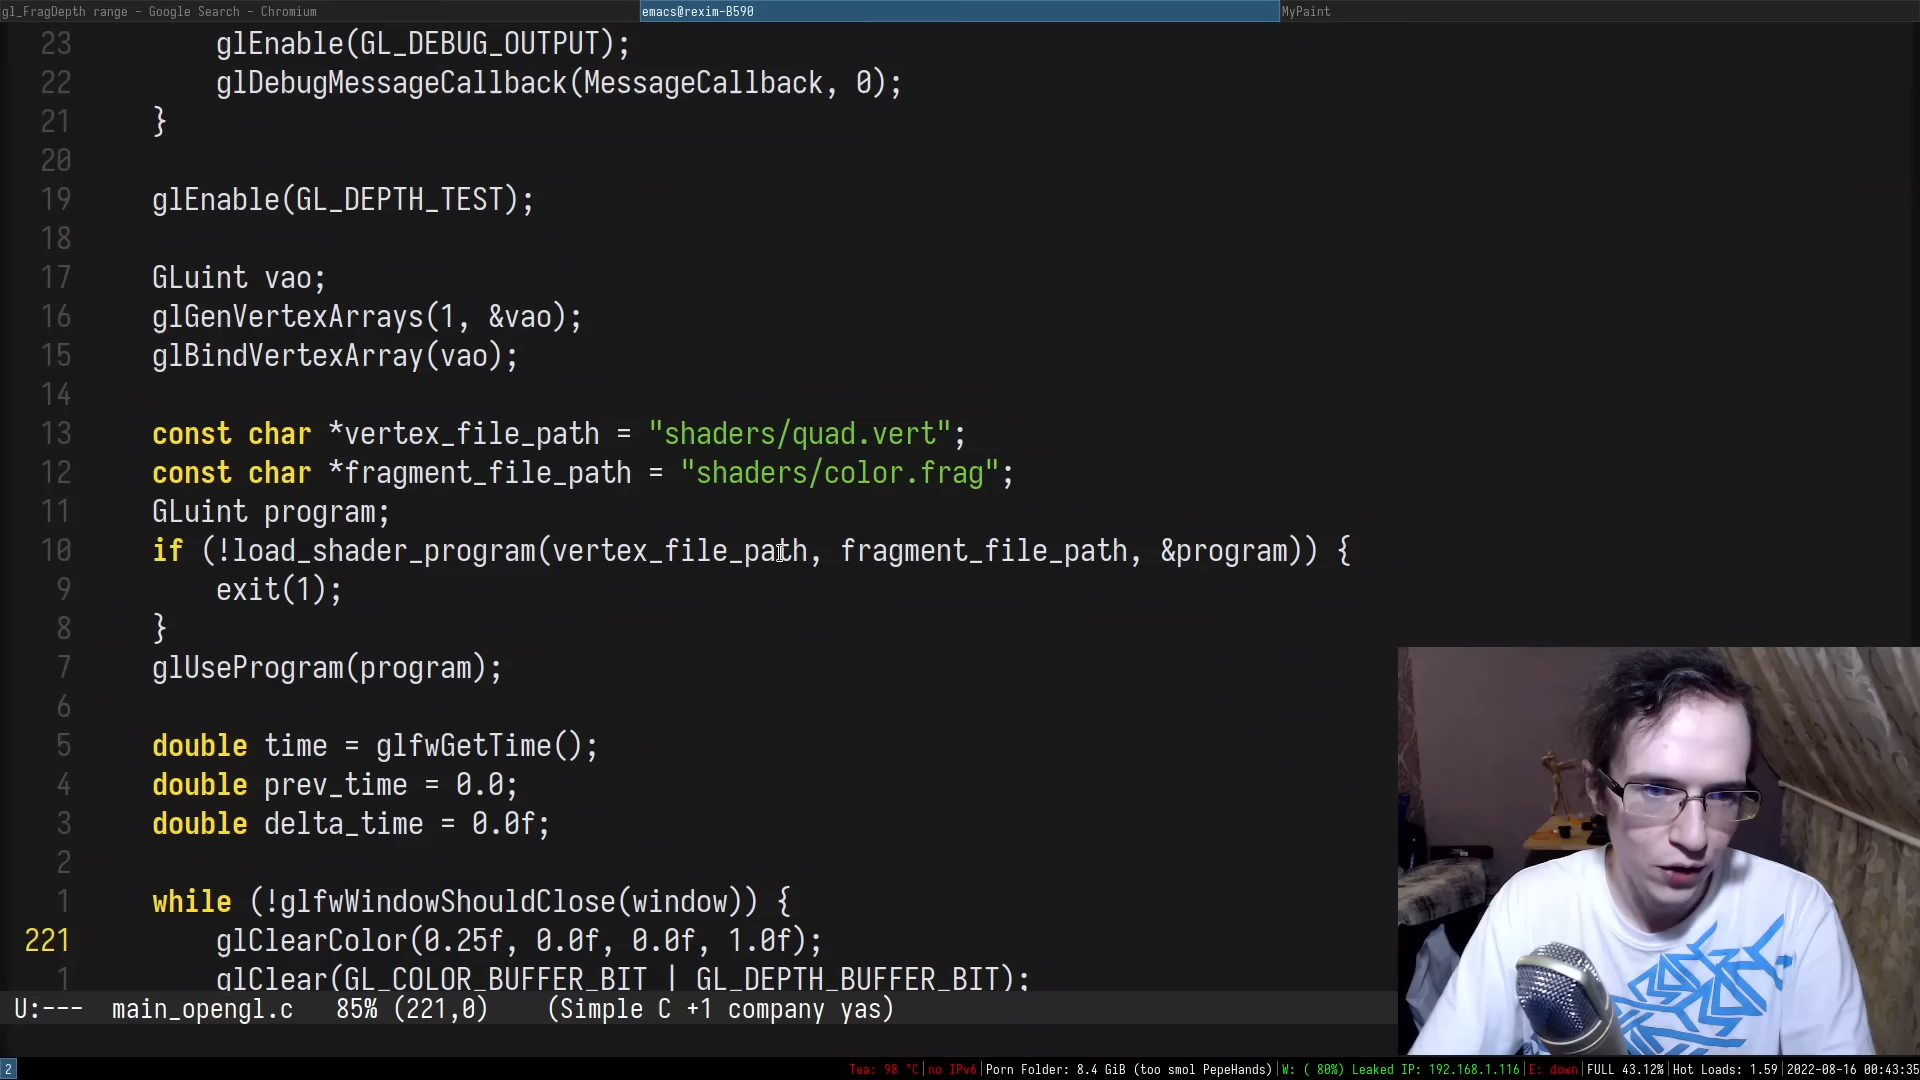 gl_FragDepth range - Google Search - Chromium
emacs@rexim-B590
MyPaint
23 glEnable(GL_DEBUG_OUTPUT);
22 glDebugMessageCallback(MessageCallback, 0);
21 }
20
19 glEnable(GL_DEPTH_TEST);
18
17 GLuint vao;
16 glGenVertexArrays(1, &vao);
15 glBindVertexArray(vao);
14
13 const char *vertex_file_path = "shaders/quad.vert";
12 const char *fragment_file_path = "shaders/color.frag";
11 GLuint program;
10 if (!load_shader_program(vertex_file_path, fragment_file_path, &program)) {
9 exit(1);
8 }
7 glUseProgram(program);
6
5 double time = glfwGetTime();
4 double prev_time = 0.0;
3 double delta_time = 0.0f;
2
1 while (!glfwWindowShouldClose(window)) {
221 glClearColor(0.25f, 0.0f, 0.0f, 1.0f);
1 glClear(GL_COLOR_BUFFER_BIT | GL_DEPTH_BUFFER_BIT);
U:--- main_opengl.c 85% (221,0) (Simple C +1 company yas)
2
Tea: 98 °C|no IPv6|Porn Folder: 8.4 GiB (too smol PepeHands)|W: ( 80%) Leaked IP: 192.168.1.116|E: down|FULL 43.12%|Hot Loads: 1.59|2022-08-16 00:43:35